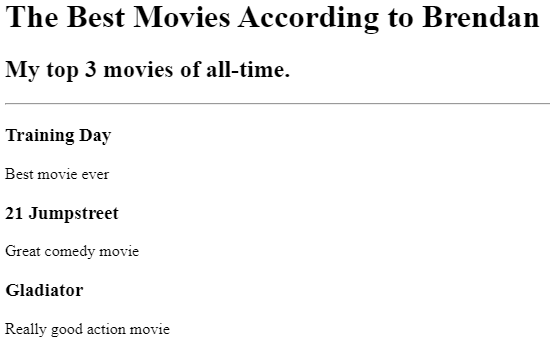 The Best Movies According to Brendan
My top 3 movies of all-time.
Training Day
Best movie ever
21 Jumpstreet
Great comedy movie
Gladiator
Really good action movie